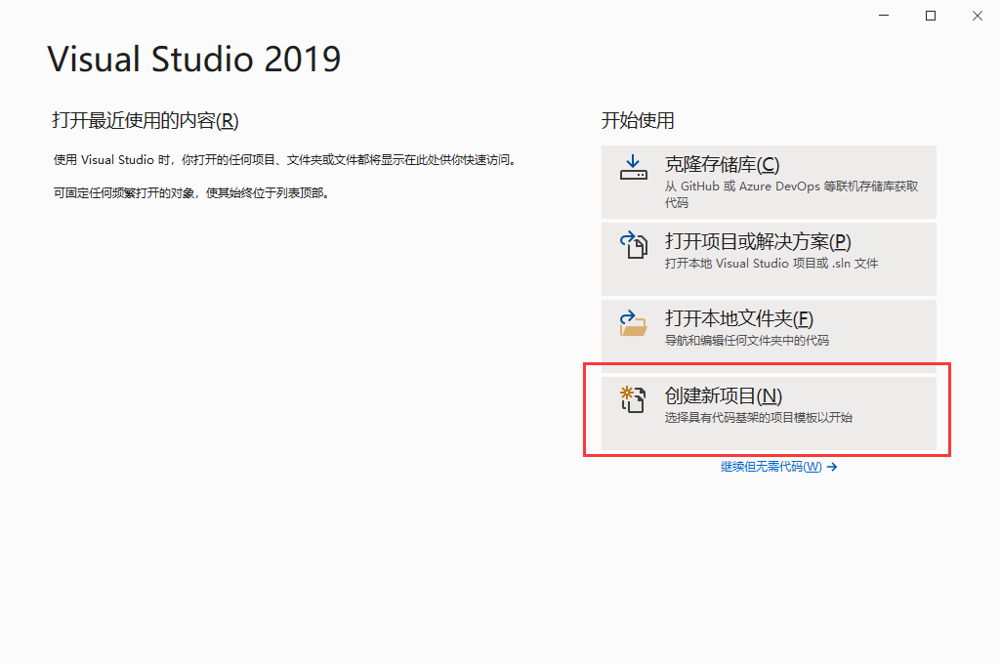 Visual Studio 2019
打开最近使用的内容(R)
使用 Visual Studio 时，你打开的任何项目、文件夹或文件都将显示在此处供你快速访问。
可固定任何频繁打开的对象，使其始终位于列表顶部。
开始使用
克隆存储库(C)
从 GitHub 或 Azure DevOps 等联机存储库获取
代码
打开项目或解决方案(P)
打开本地 Visual Studio 项目或 .sln 文件
打开本地文件夹(F)
导航和编辑任何文件夹中的代码
创建新项目(N)
选择具有代码基架的项目模板以开始
继续但无需代码(W) →